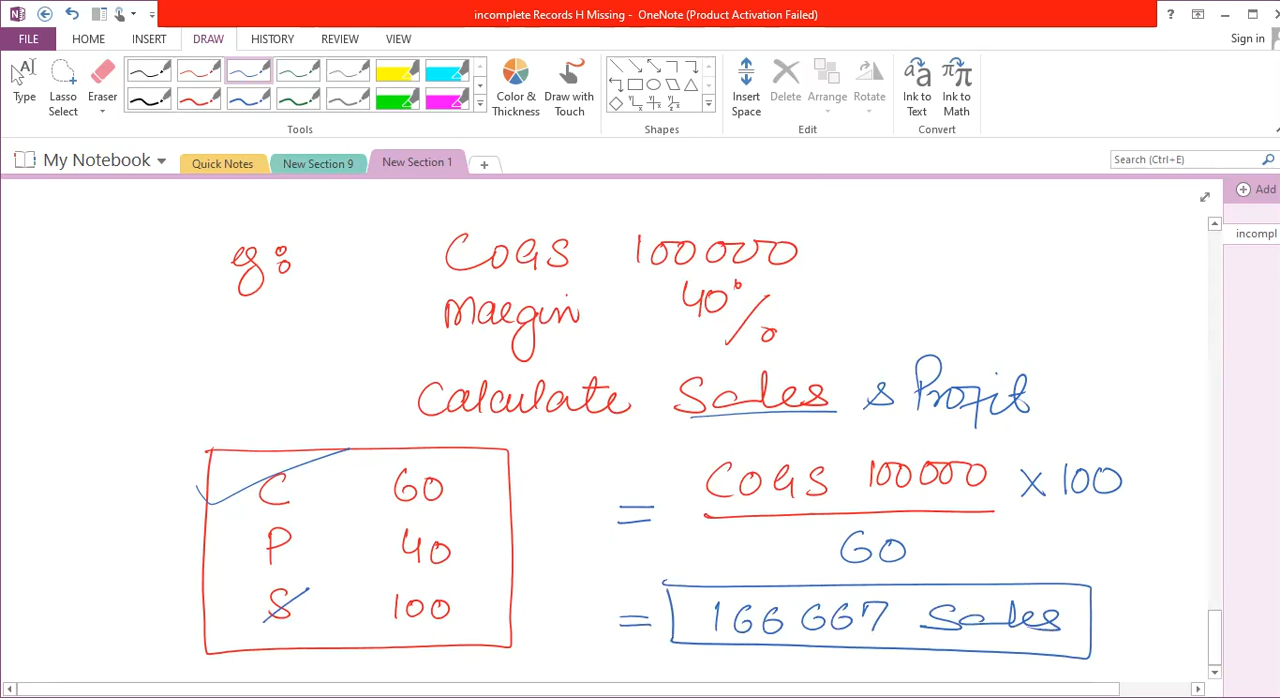 incomplete Records H Missing - OneNote (Product Activation Failed)
?
FILE HOME INSERT DRAW HISTORY REVIEW VIEW
Sign in
Type
Lasso Select
Eraser
Color & Thickness
Draw with Touch
Insert Space
Delete
Arrange
Rotate
Ink to Text
Ink to Math
Tools
Shapes
Edit
Convert
My Notebook
Quick Notes
New Section 9
New Section 1
Search (Ctrl+E)
Add
incompl
eg:
COGS 100000
Margin 40%
Calculate Sales & Profit
C 60
P 40
S 100
= COGS 100000 × 100
60
= 166 667 Sales